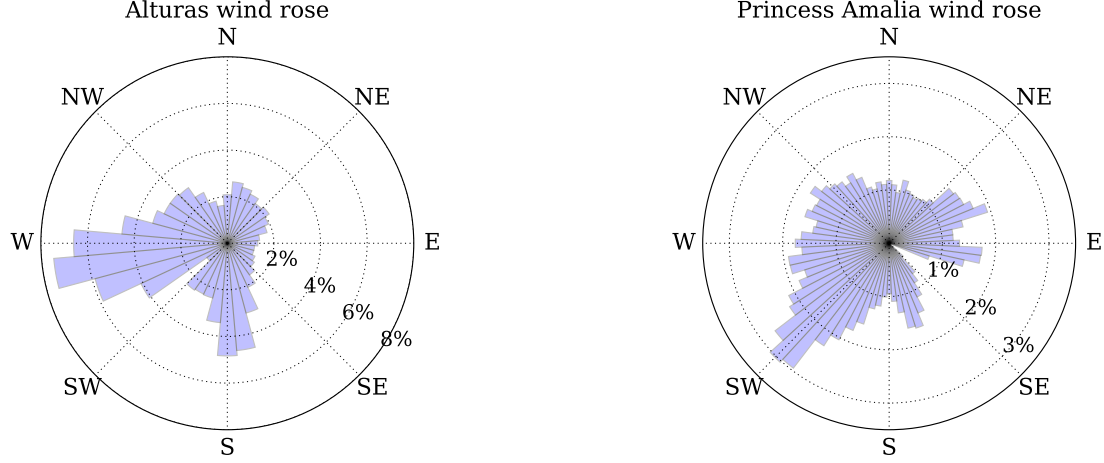 Alturas wind rose
N
NW
NE
W
E
2%
4%
6%
8%
SW
SE
S
Princess Amalia wind rose
N
NW
NE
W
E
1%
2%
3%
SW
SE
S